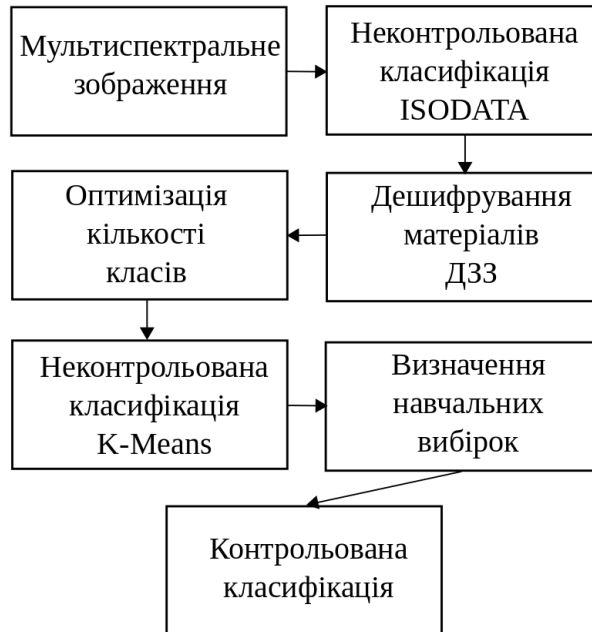 Мультиспектральне
зображення
Неконтрольована
класифікація
ISODATA
Дешифрування
матеріалів
ДЗЗ
Оптимізація
кількості
класів
Неконтрольована
класифікація
K-Means
Визначення
навчальних
вибірок
Контрольована
класифікація